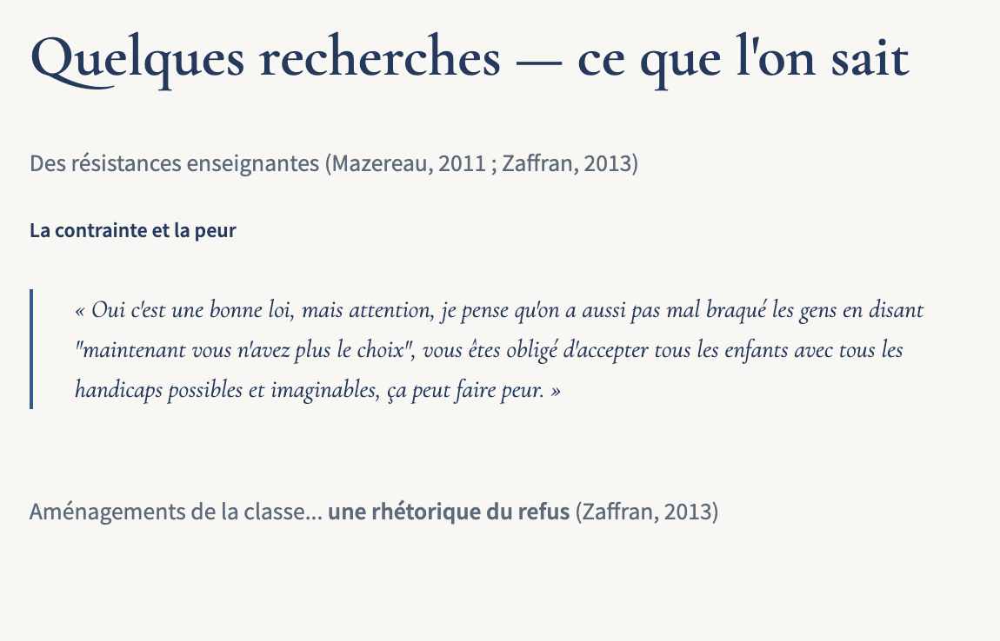 Quelques recherches — ce que l'on sait
Des résistances enseignantes (Mazereau, 2011 ; Zaffran, 2013)
La contrainte et la peur
« Oui c'est une bonne loi, mais attention, je pense qu'on a aussi pas mal braqué les gens en disant
"maintenant vous n'avez plus le choix", vous êtes obligé d'accepter tous les enfants avec tous les
handicaps possibles et imaginables, ça peut faire peur. »
Aménagements de la classe... une rhétorique du refus (Zaffran, 2013)